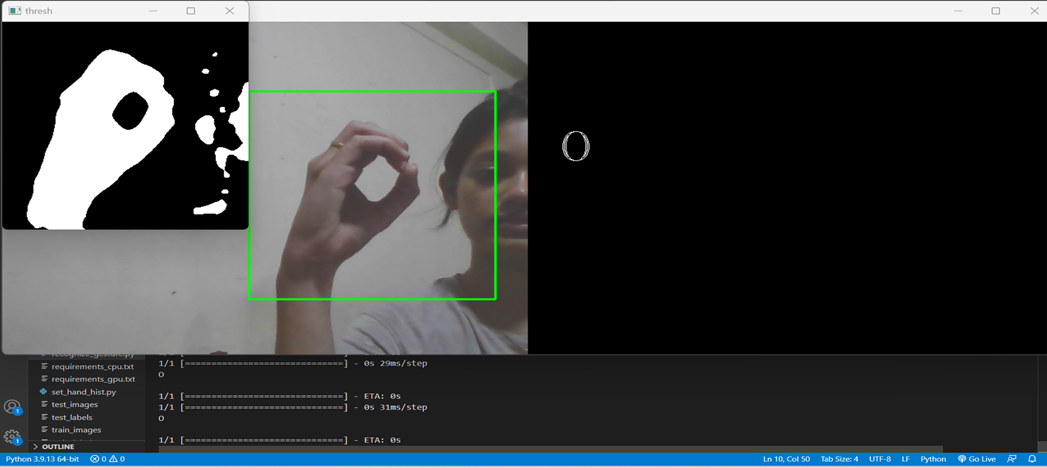 thresh
O
recognize_gesture.py
requirements_cpu.txt
requirements_gpu.txt
set_hand_hist.py
test_images
test_labels
train_images
OUTLINE
1/1 [==============================] - 0s 29ms/step
O
1/1 [==============================] - ETA: 0s
1/1 [==============================] - 0s 31ms/step
O
1/1 [==============================] - ETA: 0s
1
1
Python 3.9.13 64-bit 0 0 Ln 10, Col 50 Tab Size: 4 UTF-8 LF Python Go Live